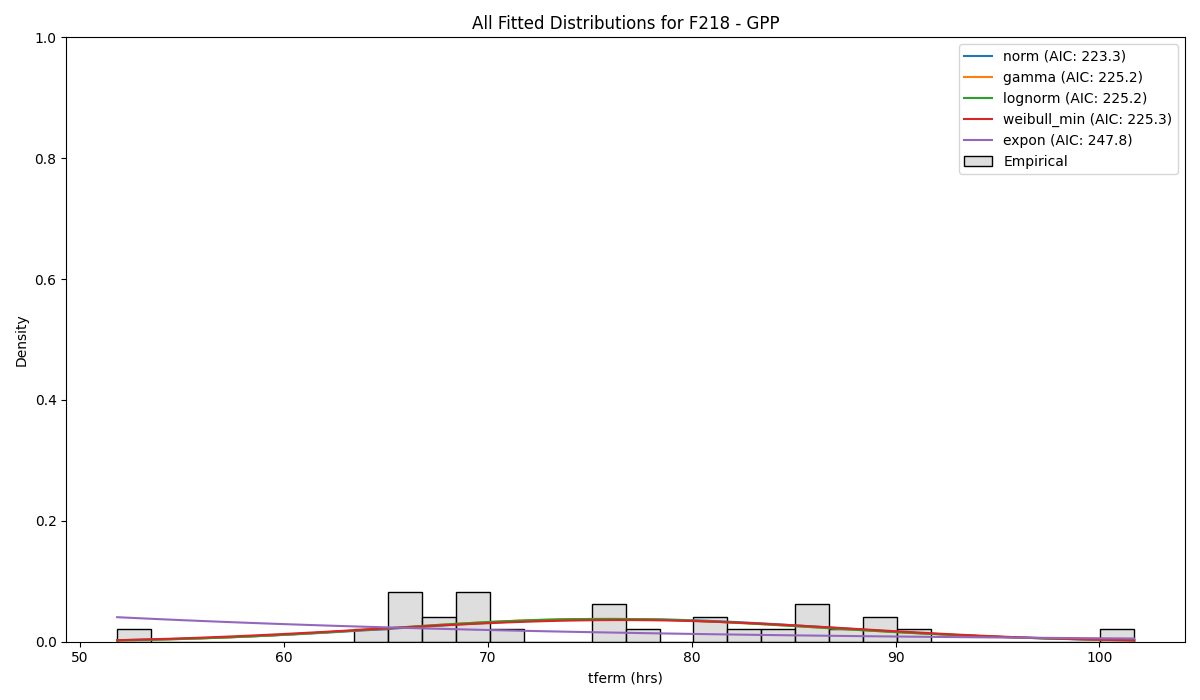 All Fitted Distributions for F218 - GPP
1.0
0.8
0.6
0.4
0.2
0.0
Density
50
60
70
80
90
100
tferm (hrs)
norm (AIC: 223.3)
gamma (AIC: 225.2)
lognorm (AIC: 225.2)
weibull_min (AIC: 225.3)
expon (AIC: 247.8)
Empirical